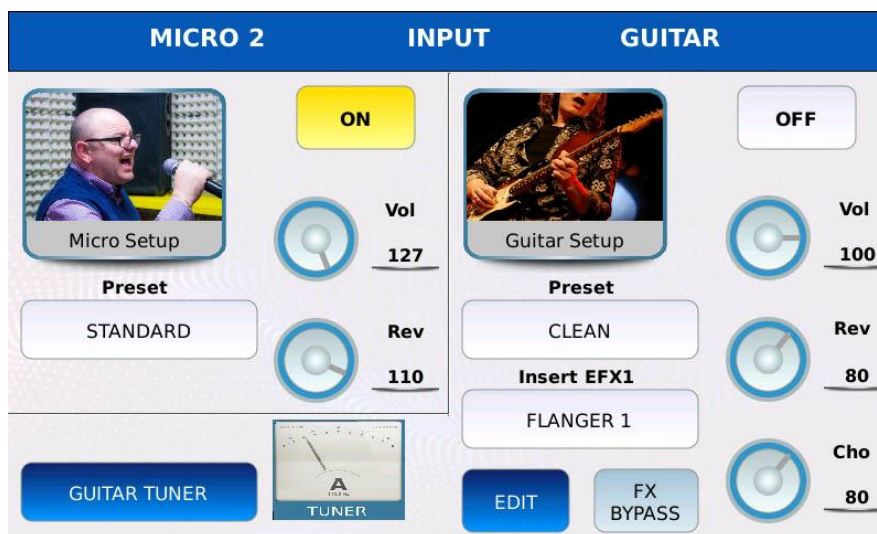 MICRO 2
INPUT
GUITAR
ON
Vol
127
Micro Setup
Preset
STANDARD
Rev
110
GUITAR TUNER
A
TUNER
OFF
Vol
100
Guitar Setup
Preset
CLEAN
Rev
80
Insert EFX1
FLANGER 1
Cho
80
EDIT
FX
BYPASS